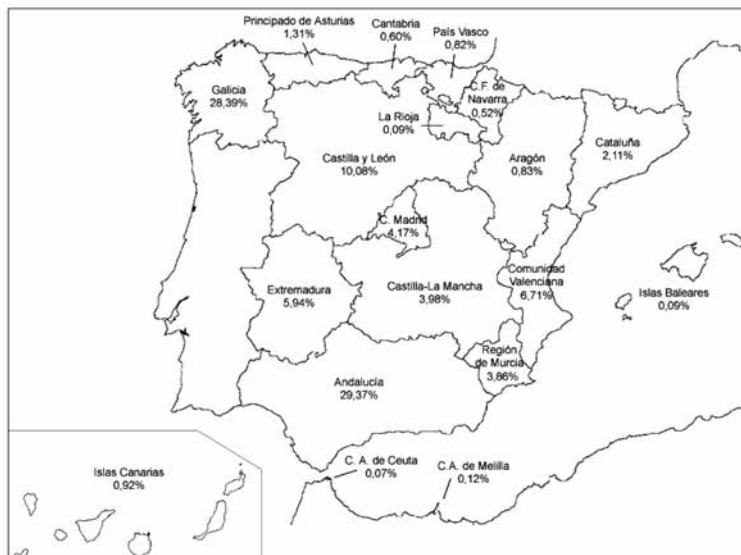 Principado de Asturias
1,31%
Cantabria
0,60%
País Vasco
0,82%
Galicia
28,39%
C.F. de
Navarra
0,52%
La Rioja
0,09%
Cataluña
2,11%
Castilla y León
10,08%
Aragón
0,83%
C. Madrid
4,17%
Extremadura
5,94%
Castilla-La Mancha
3,98%
Comunidad
Valenciana
6,71%
Islas Baleares
0,09%
Región
de Murcia
3,86%
Andalucía
29,37%
Islas Canarias
0,92%
C. A. de Ceuta
0,07%
C.A. de Melilla
0,12%